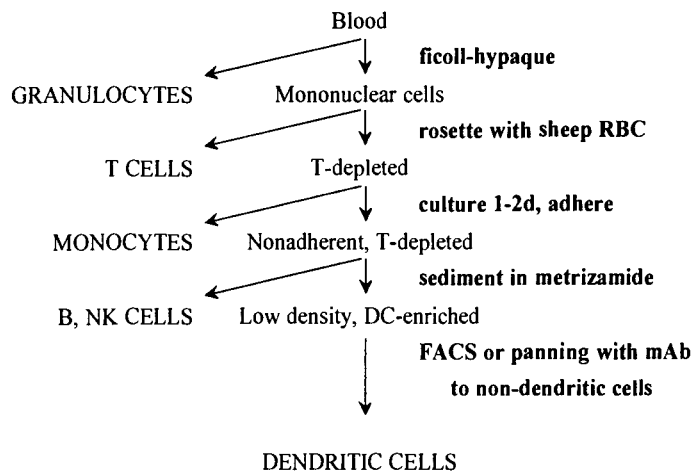 Blood
ficoll-hypaque
GRANULOCYTES
Mononuclear cells
rosette with sheep RBC
T CELLS
T-depleted
culture 1-2d, adhere
MONOCYTES
Nonadherent, T-depleted
sediment in metrizamide
B, NK CELLS
Low density, DC-enriched
FACS or panning with mAb
to non-dendritic cells
DENDRITIC CELLS